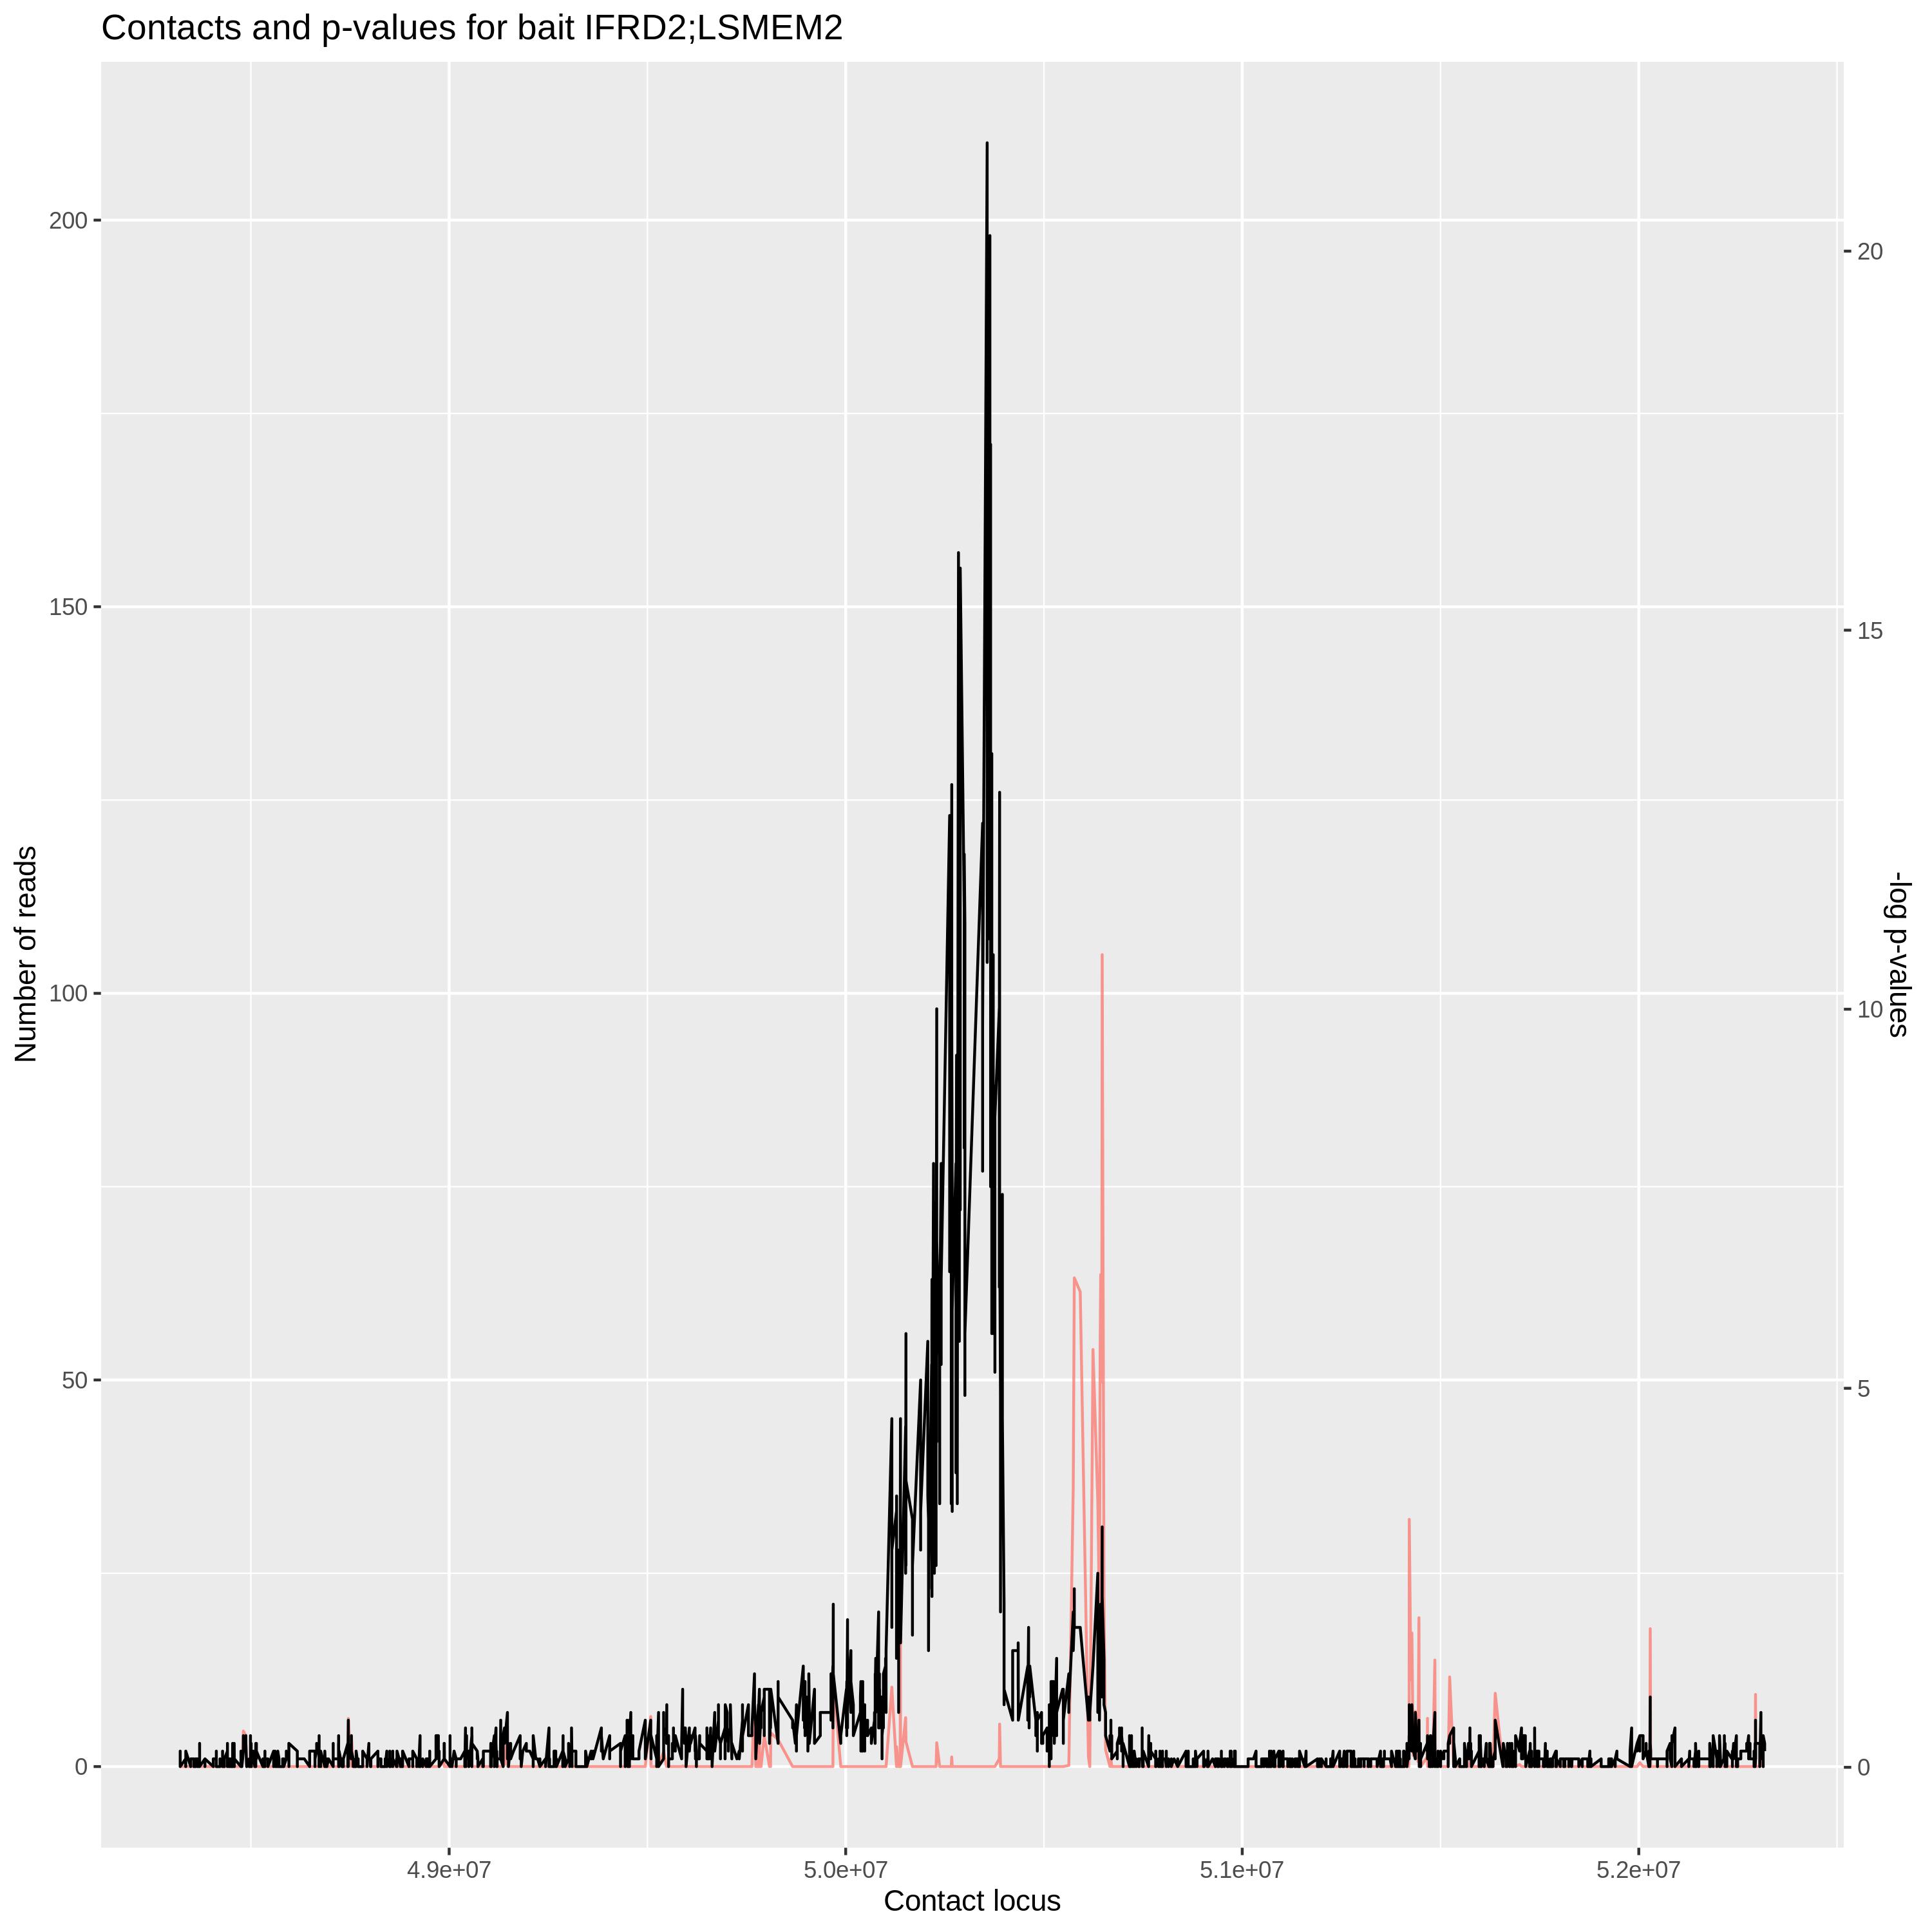 Contacts and p-values for bait IFRD2;LSMEM2
200
150
100
50
0
20
15
10
5
0
Number of reads
-log p-values
4.9e+07
5.0e+07
5.1e+07
5.2e+07
Contact locus